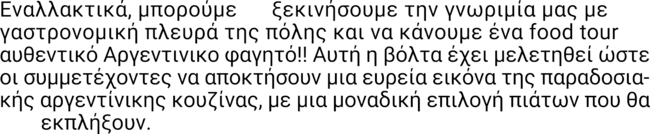 Εναλλακτικά, μπορούμε ξεκινήσουμε την γνωριμία μας με
γαστρονομική πλευρά της πόλης και να κάνουμε ένα food tour
αυθεντικό Αργεντινικο φαγητό!! Αυτή η βόλτα έχει μελετηθεί ώστε
οι συμμετέχοντες να αποκτήσουν μια ευρεία εικόνα της παραδοσια-
κής αργεντίνικης κουζίνας, με μια μοναδική επιλογή πιάτων που θα
εκπλήξουν.